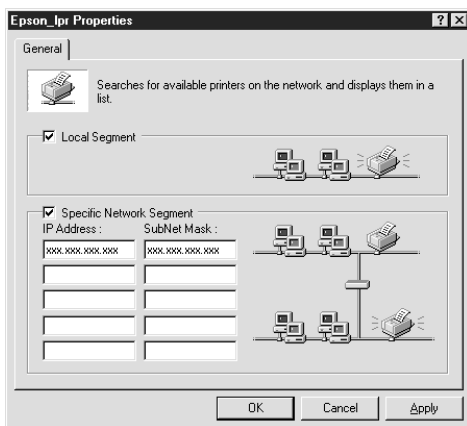 Epson_lpr Properties
General
Searches for available printers on the network and displays them in a
list.
Local Segment
Specific Network Segment
IP Address : SubNet Mask :
xxx.xxx.xxx.xxx xxx.xxx.xxx.xxx
OK Cancel Apply